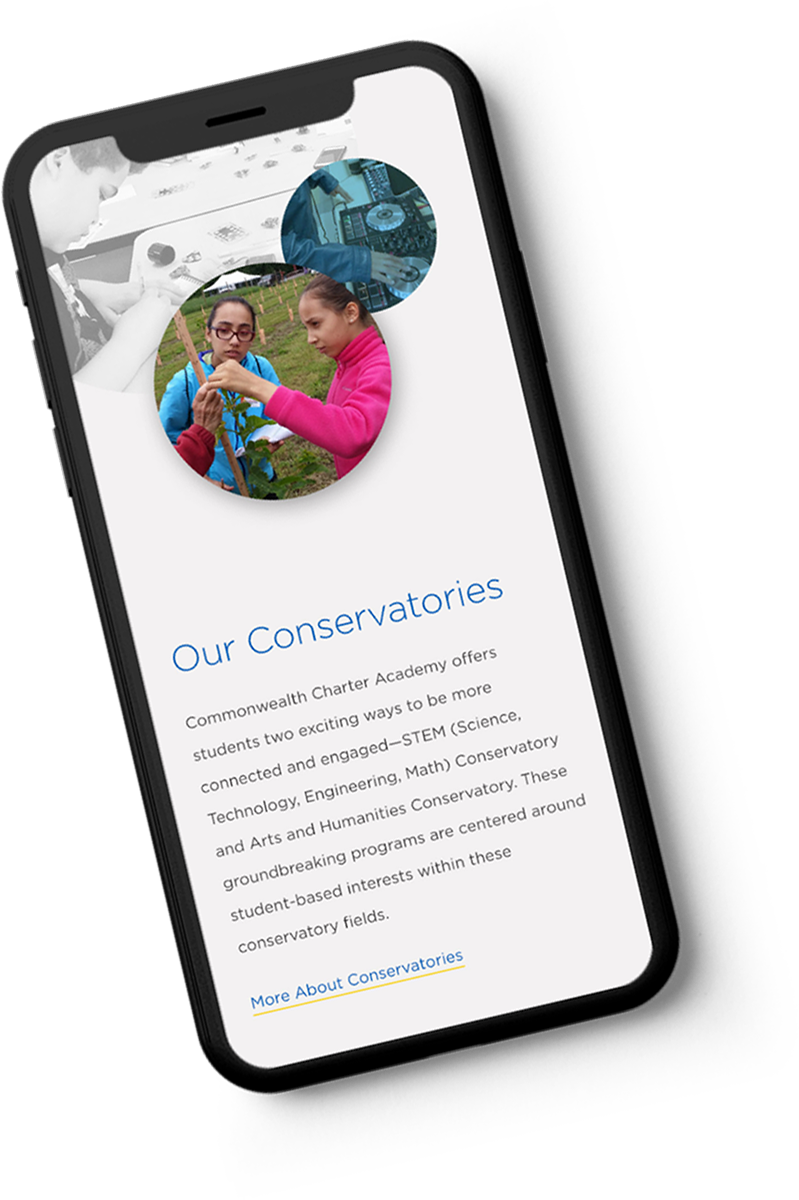 Our Conservatories
Commonwealth Charter Academy offers
students two exciting ways to be more
connected and engaged—STEM (Science,
Technology, Engineering, Math) Conservatory
and Arts and Humanities Conservatory. These
groundbreaking programs are centered around
student-based interests within these
conservatory fields.
More About Conservatories